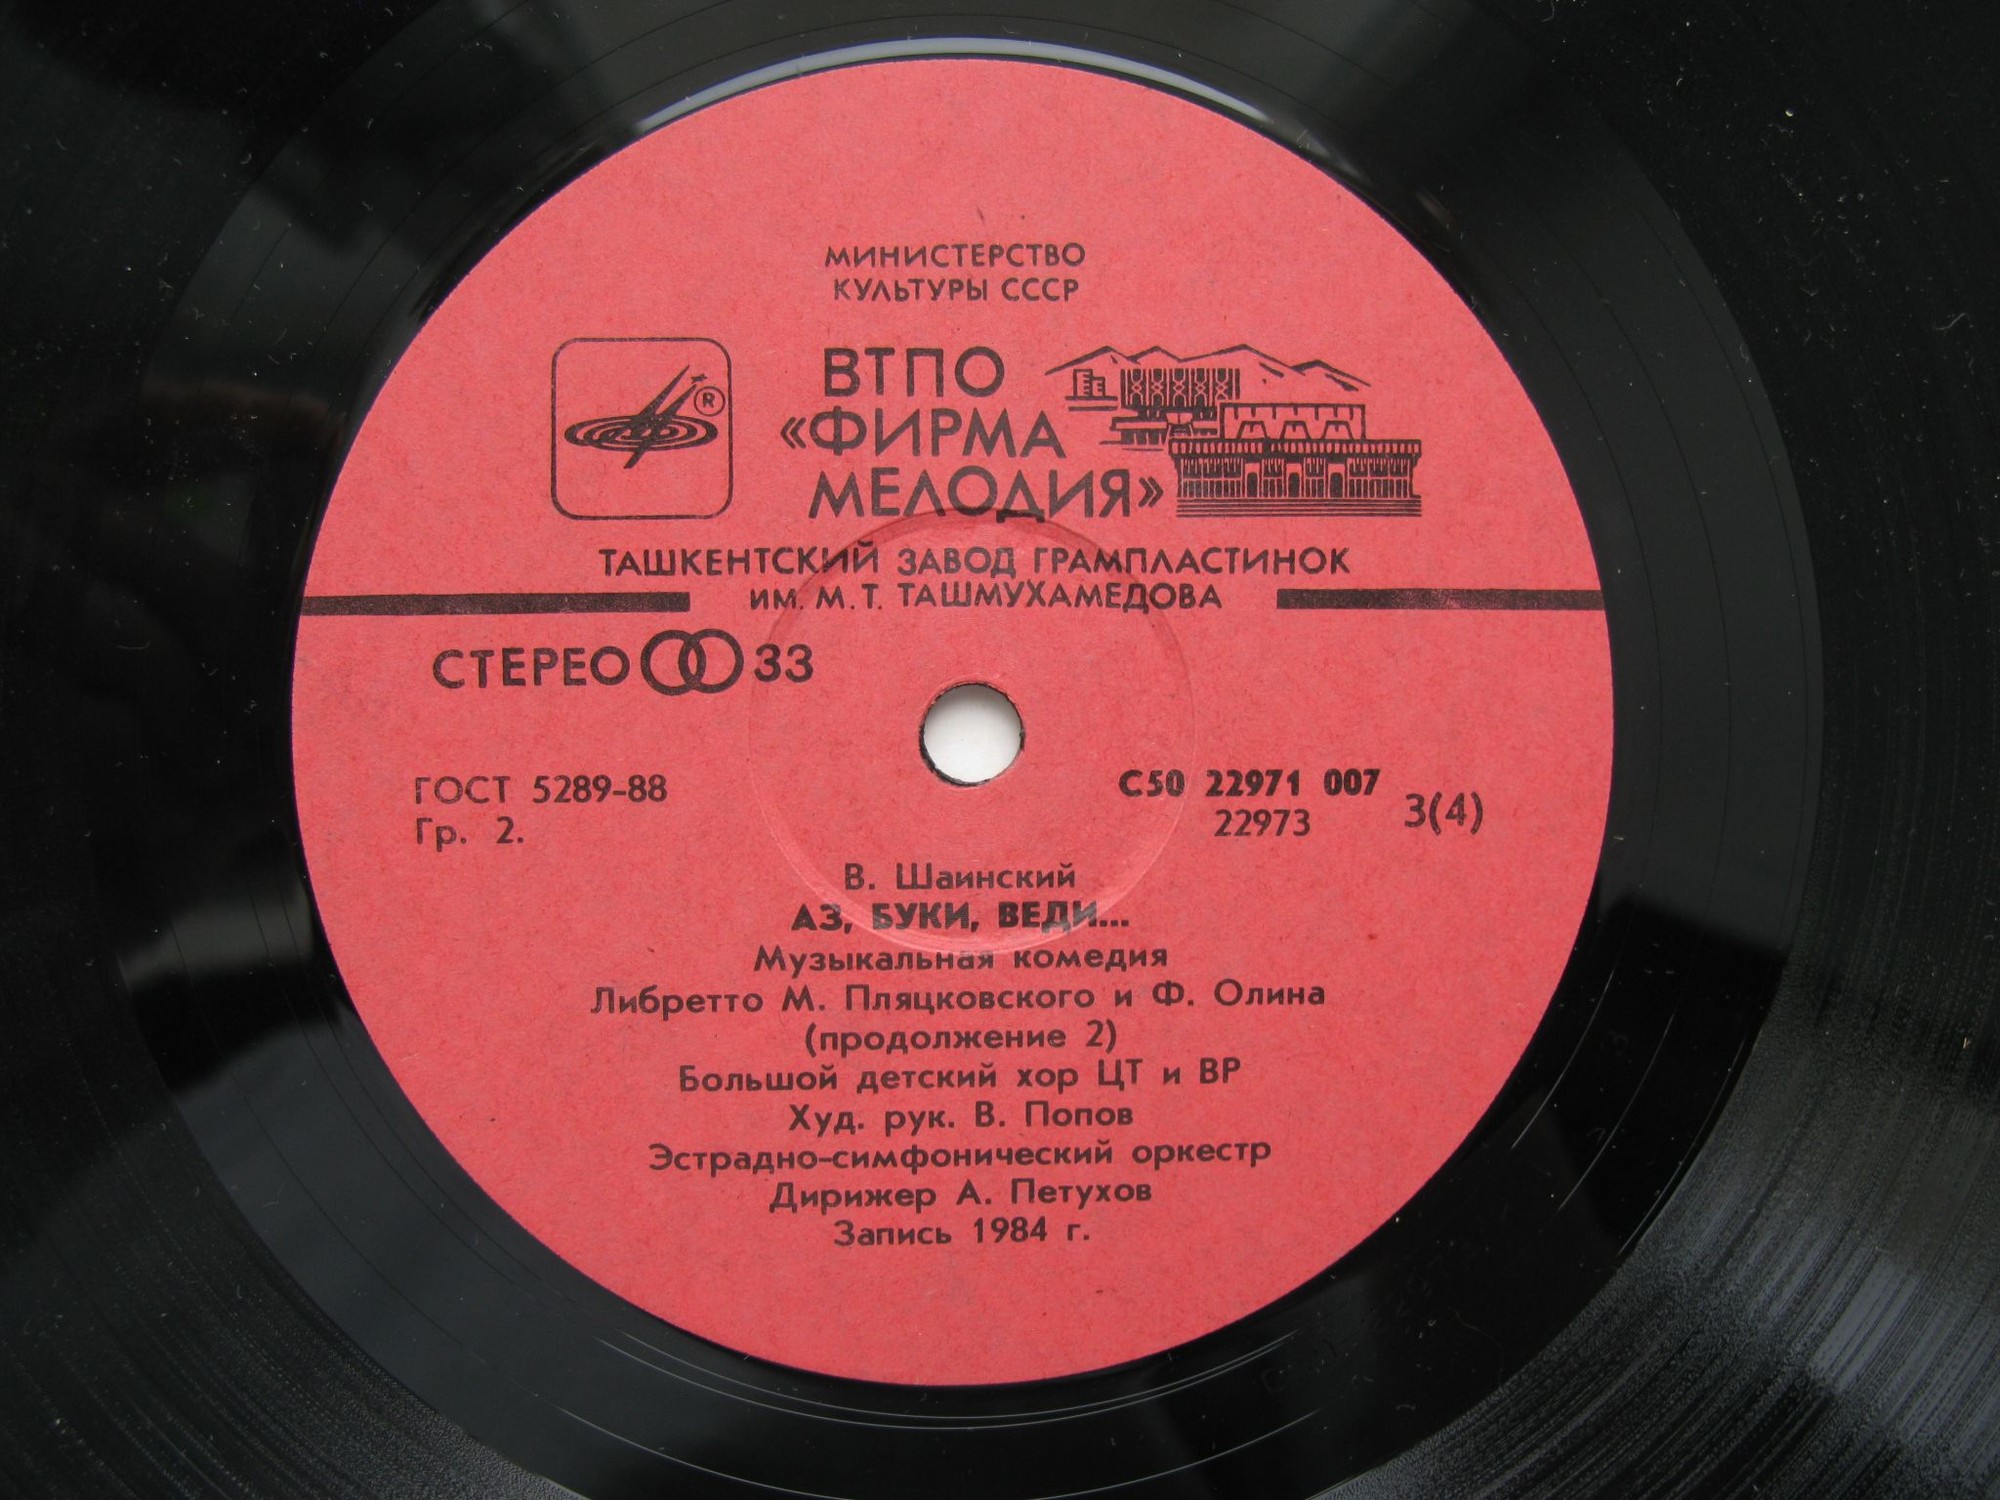 МИНИСТЕРСТВО
КУЛЬТУРЫ СССР
ВТПО
«ФИРМА
МЕЛОДИЯ»
®
ТАШКЕНТСКИЙ ЗАВОД ГРАМПЛАСТИНОК
ИМ. М. Т. ТАШМУХАМЕДОВА
СТЕРЕО 33
ГОСТ 5289-88
Гр. 2.
С50 22971 007
22973
3(4)
В. Шаинский
АЗ, БУКИ, ВЕДИ...
Музыкальная комедия
Либретто М. Пляцковского и Ф. Олина
(продолжение 2)
Большой детский хор ЦТ и ВР
Худ. рук. В. Попов
Эстрадно-симфонический оркестр
Дирижер А. Петухов
Запись 1984 г.